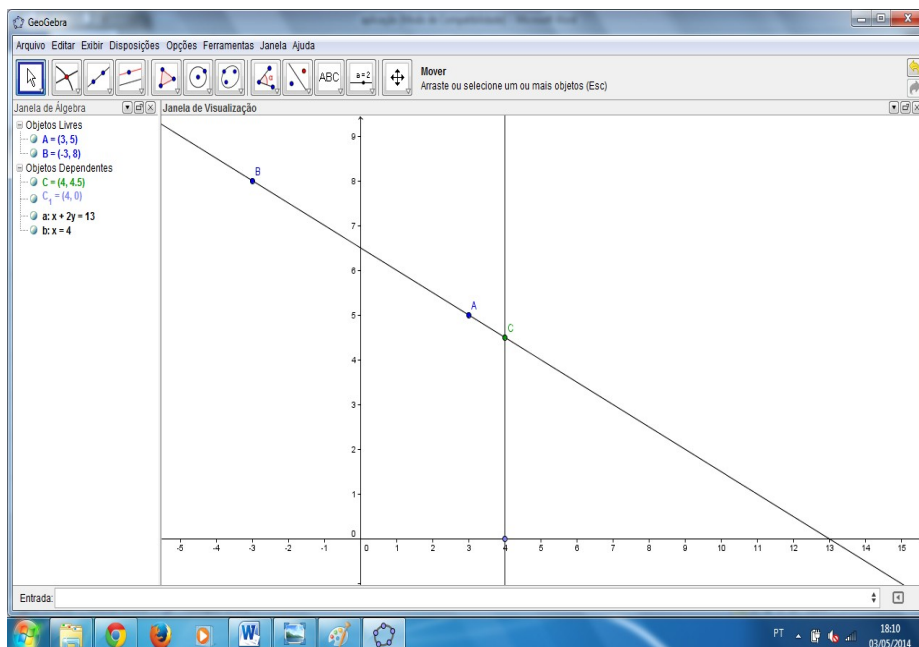 GeoGebra
Arquivo Editar Exibir Disposições Opções Ferramentas Janela Ajuda
ABC
a=2
Mover
Arraste ou selecione um ou mais objetos (Esc)
Janela de Álgebra
Janela de Visualização
Objetos Livres
A = (3, 5)
B = (-3, 8)
Objetos Dependentes
C = (4, 4.5)
C₁ = (4, 0)
a: x + 2y = 13
b: x = 4
9
B
8
7
6
A
5
C
4
3
2
1
0
-5 -4 -3 -2 -1 0 1 2 3 4 5 6 7 8 9 10 11 12 13 14 15
Entrada:
PT
18:10
03/05/2014